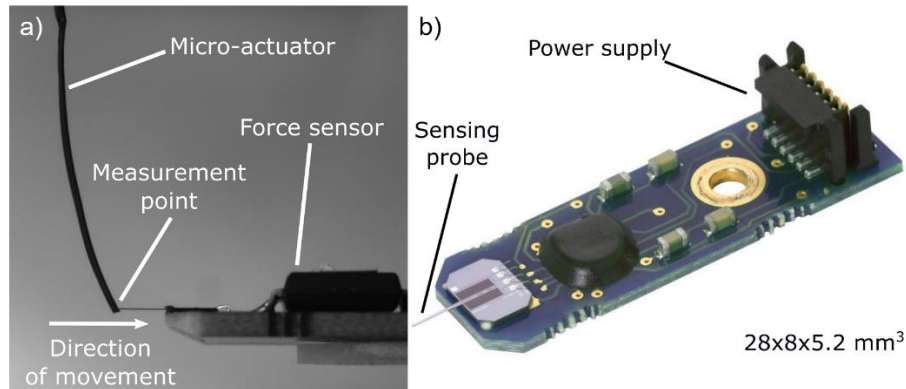 a)
Micro-actuator
Force sensor
Measurement
point
Direction
of movement
b)
Power supply
Sensing
probe
28x8x5.2 mm³